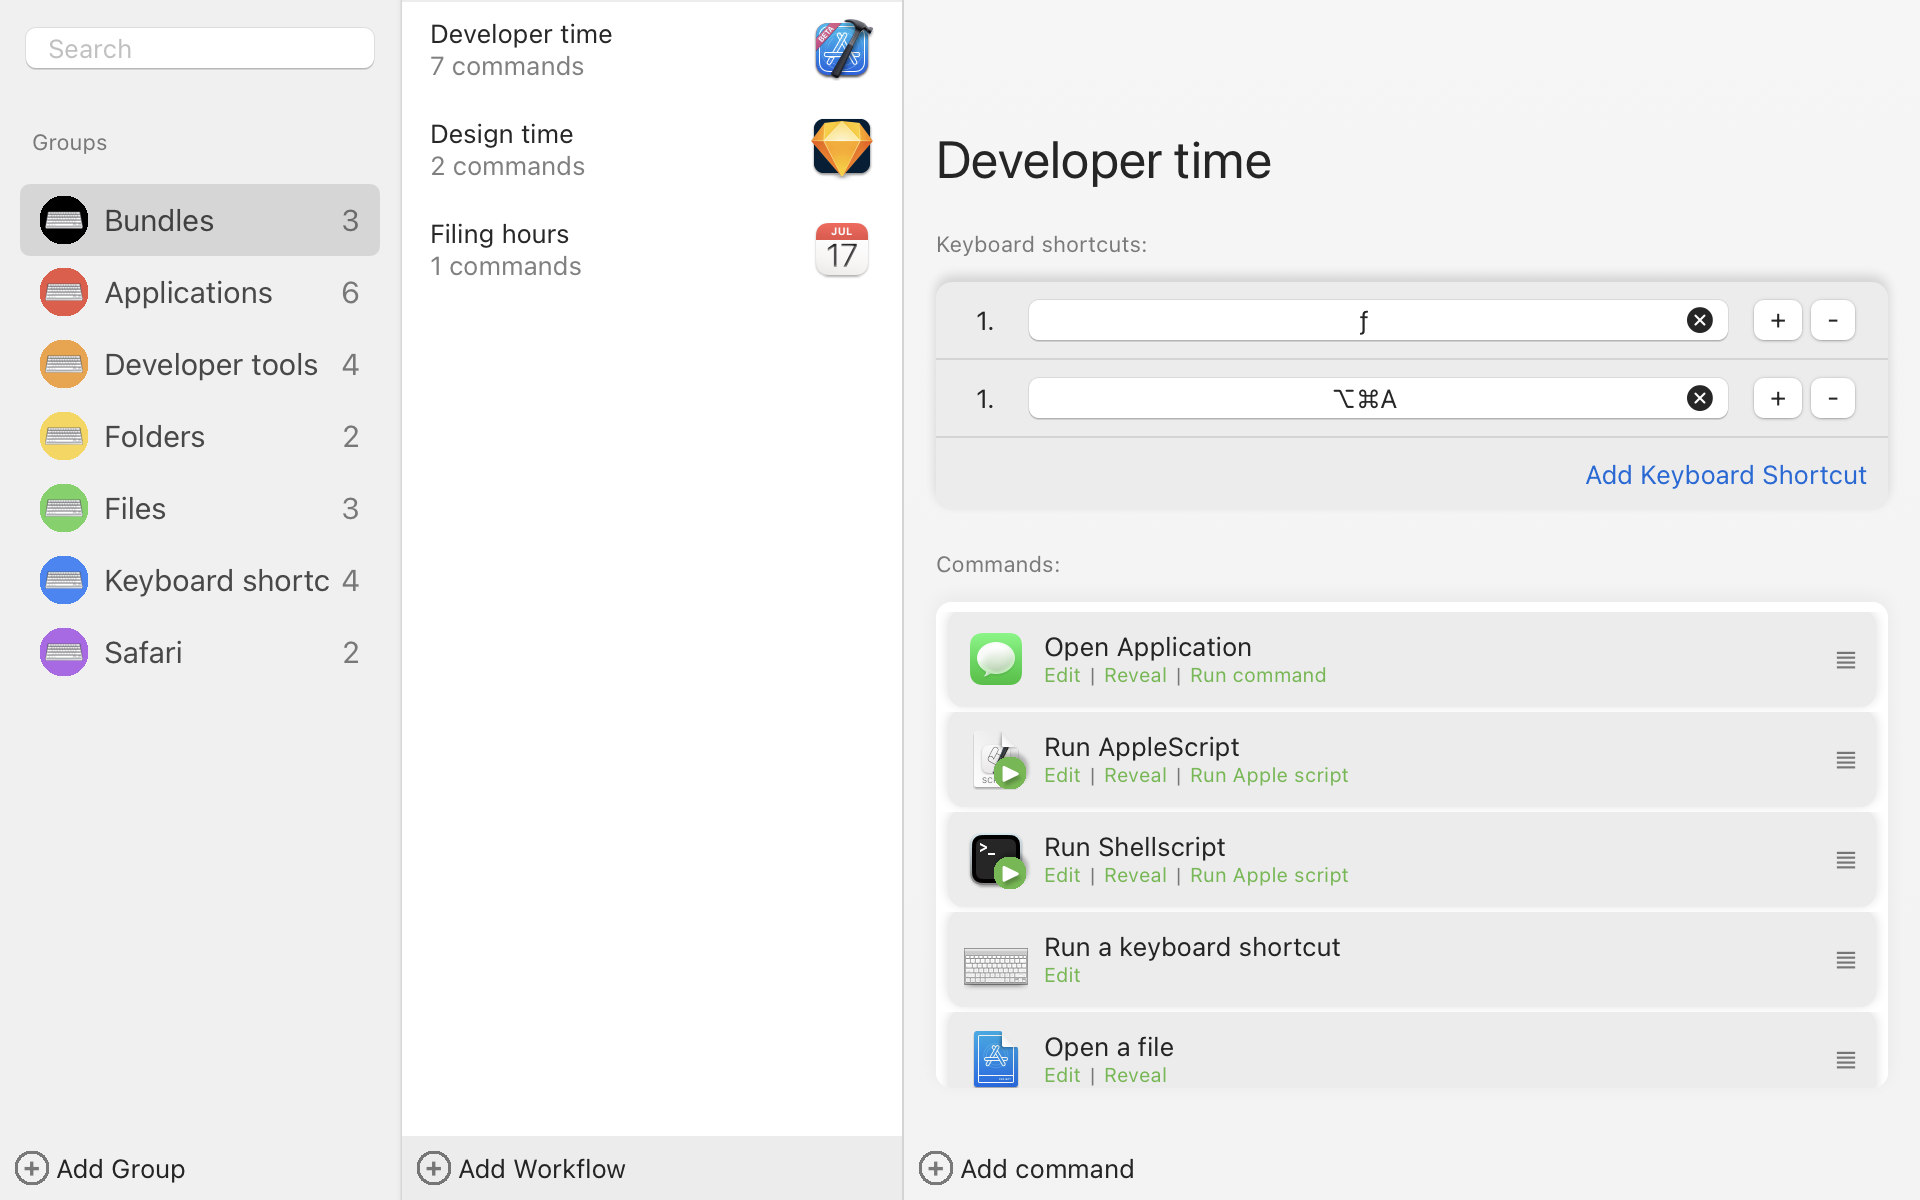 Search
Groups
Bundles 3
Applications 6
Developer tools 4
Folders 2
Files 3
Keyboard shortc 4
Safari 2
Add Group
Developer time
7 commands
BETA
Design time
2 commands
Filing hours
1 commands
JUL
17
Add Workflow
Developer time
Keyboard shortcuts:
1. ƒ + -
1. ⌥⌘A + -
Add Keyboard Shortcut
Commands:
Open Application
Edit | Reveal | Run command
Run AppleScript
Edit | Reveal | Run Apple script
Run Shellscript
>_
Edit | Reveal | Run Apple script
Run a keyboard shortcut
Edit
Open a file
Edit | Reveal
Add command